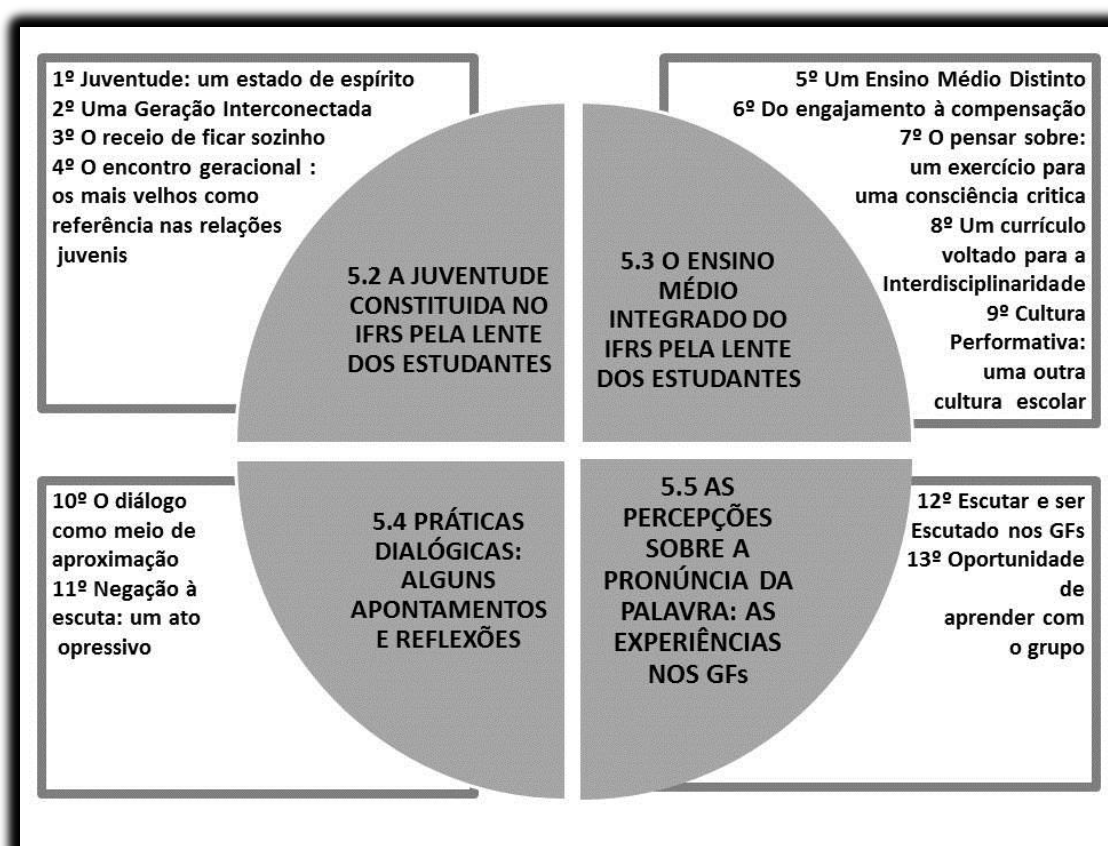 1º Juventude: um estado de espírito
2º Uma Geração Interconectada
3º O receio de ficar sozinho
4º O encontro geracional :
os mais velhos como
referência nas relações
juvenis
5.2 A JUVENTUDE
CONSTITUIDA NO
IFRS PELA LENTE
DOS ESTUDANTES
5º Um Ensino Médio Distinto
6º Do engajamento à compensação
7º O pensar sobre:
um exercício para
uma consciência critica
8º Um currículo
voltado para a
Interdisciplinaridade
9º Cultura
Performativa:
uma outra
cultura escolar
5.3 O ENSINO
MÉDIO
INTEGRADO DO
IFRS PELA LENTE
DOS ESTUDANTES
10º O diálogo
como meio de
aproximação
11º Negação à
escuta: um ato
opressivo
5.4 PRÁTICAS
DIALÓGICAS:
ALGUNS
APONTAMENTOS
E REFLEXÕES
5.5 AS
PERCEPÇÕES
SOBRE A
PRONÚNCIA DA
PALAVRA: AS
EXPERIÊNCIAS
NOS GFs
12º Escutar e ser
Escutado nos GFs
13º Oportunidade
de
aprender com
o grupo